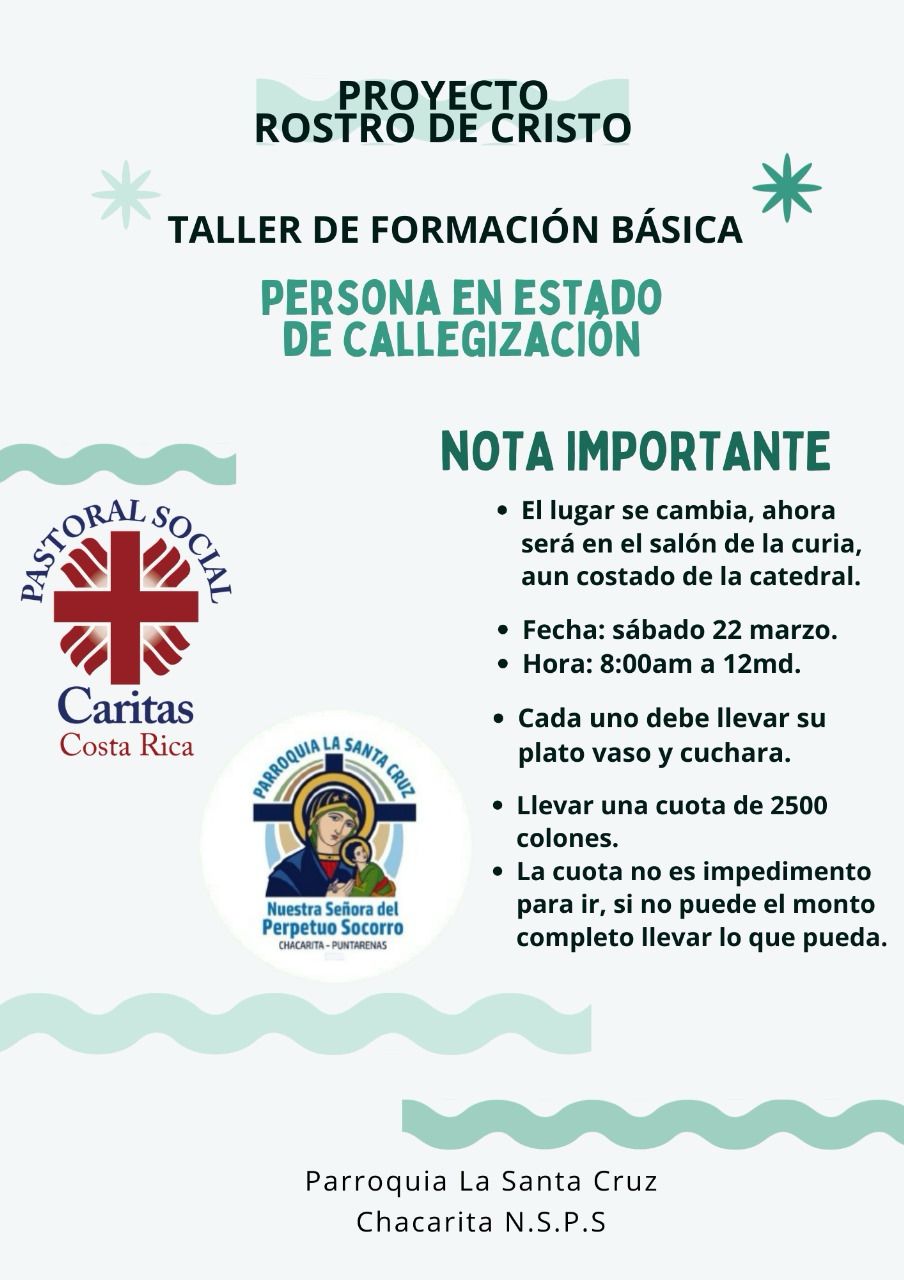 PROYECTO
ROSTRO DE CRISTO
TALLER DE FORMACIÓN BÁSICA
PERSONA EN ESTADO
DE CALLEGIZACIÓN
NOTA IMPORTANTE
El lugar se cambia, ahora
será en el salón de la curia,
aun costado de la catedral.
Fecha: sábado 22 marzo.
Hora: 8:00am a 12md.
Cada uno debe llevar su
plato vaso y cuchara.
Llevar una cuota de 2500
colones.
La cuota no es impedimento
para ir, si no puede el monto
completo llevar lo que pueda.
PASTORAL SOCIAL
Caritas
Costa Rica
PARROQUIA LA SANTA CRUZ
Nuestra Señora del
Perpetuo Socorro
CHACARITA - PUNTARENAS
Parroquia La Santa Cruz
Chacarita N.S.P.S